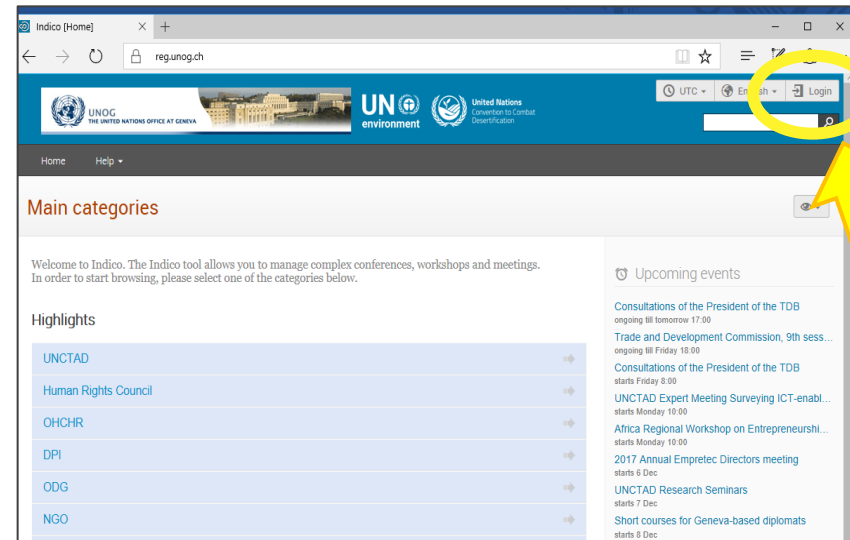 Indico [Home]
reg.unog.ch
UNOG
THE UNITED NATIONS OFFICE AT GENEVA
UN
environment
United Nations
Convention to Combat
Desertification
UTC
Login
Home Help
Main categories
Welcome to Indico. The Indico tool allows you to manage complex conferences, workshops and meetings.
In order to start browsing, please select one of the categories below.
Highlights
UNCTAD
Human Rights Council
OHCHR
DPI
ODG
NGO
Upcoming events
Consultations of the President of the TDB
ongoing till tomorrow 17:00
Trade and Development Commission, 9th sess...
ongoing till Friday 18:00
Consultations of the President of the TDB
starts Friday 8:00
UNCTAD Expert Meeting Surveying ICT-enabl...
starts Monday 10:00
Africa Regional Workshop on Entrepreneurshi...
starts Monday 10:00
2017 Annual Empretec Directors meeting
starts 6 Dec
UNCTAD Research Seminars
starts 7 Dec
Short courses for Geneva-based diplomats
starts 8 Dec